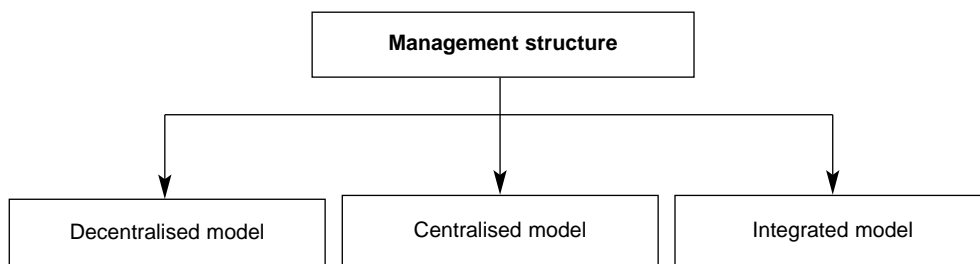 Management structure
Decentralised model
Centralised model
Integrated model